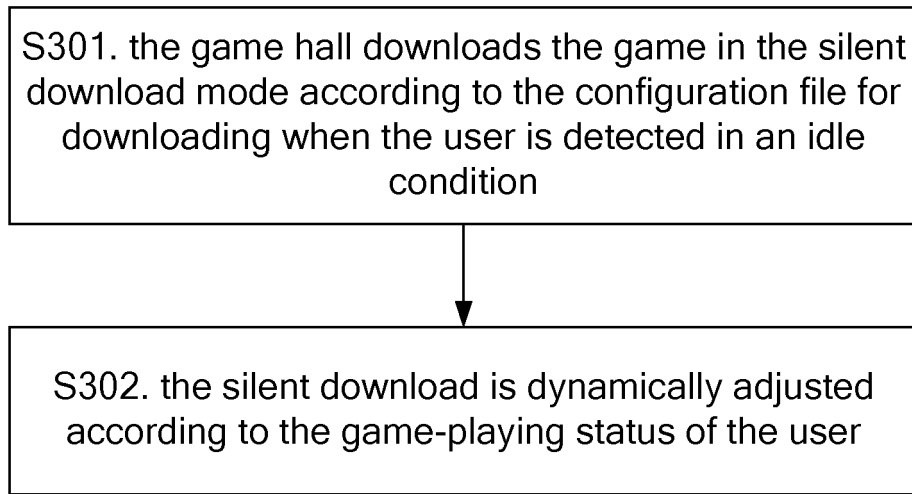 S301. the game hall downloads the game in the silent
download mode according to the configuration file for
downloading when the user is detected in an idle
condition
S302. the silent download is dynamically adjusted
according to the game-playing status of the user